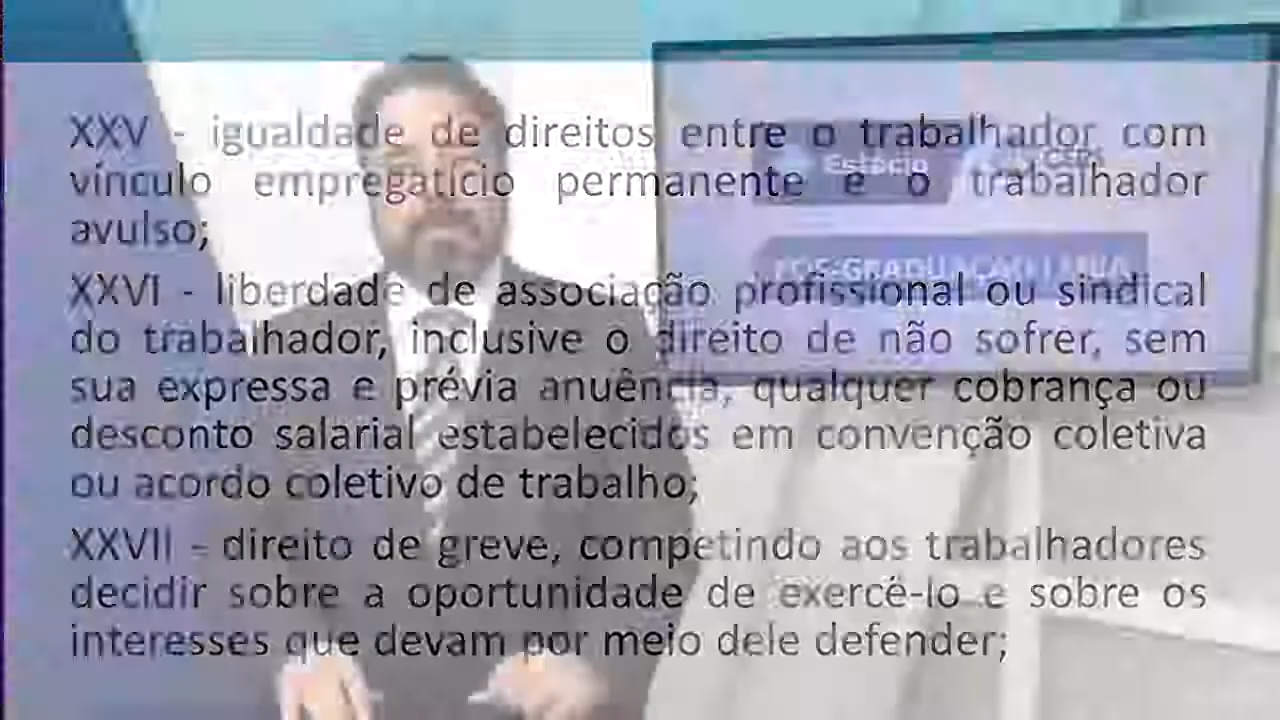 XXV - igualdade de direitos entre o trabalhador com
vínculo empregatício permanente e o trabalhador
avulso;
XXVI - liberdade de associação profissional ou sindical
do trabalhador, inclusive o direito de não sofrer, sem
sua expressa e prévia anuência, qualquer cobrança ou
desconto salarial estabelecidos em convenção coletiva
ou acordo coletivo de trabalho;
XXVII - direito de greve, competindo aos trabalhadores
decidir sobre a oportunidade de exercê-lo e sobre os
interesses que devam por meio dele defender;
Estácio
PÓS-GRADUAÇÃO